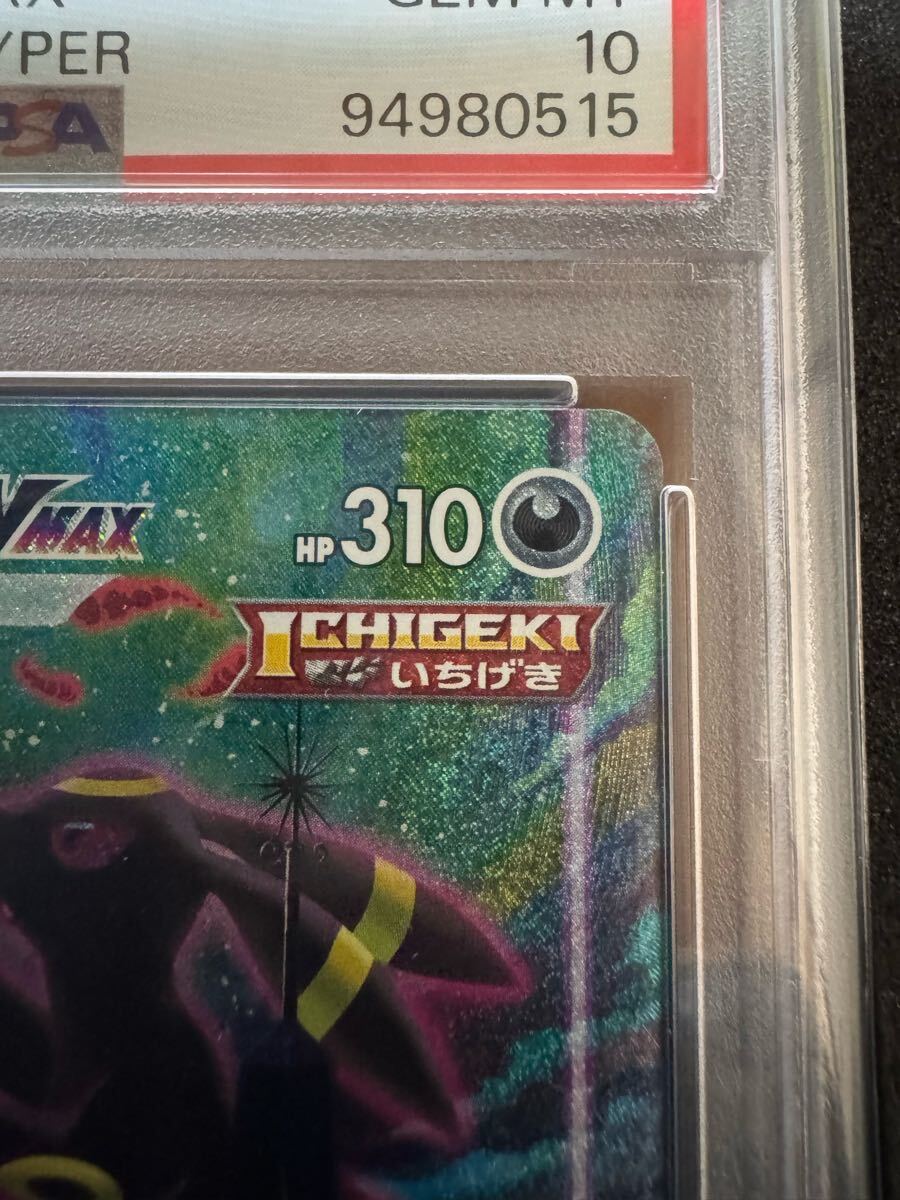 GEM MT
YPER
10
PSA
94980515
VMAX
HP310
ICHIGEKI
いちげき